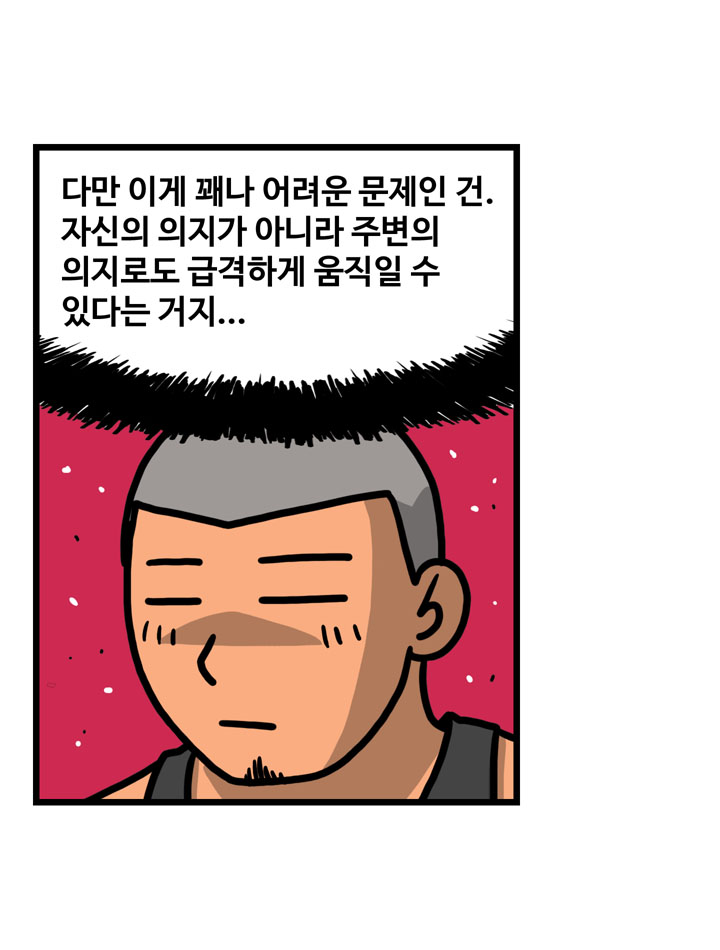 다만 이게 꽤나 어려운 문제인 건.
자신의 의지가 아니라 주변의
의지로도 급격하게 움직일 수
있다는 거지...